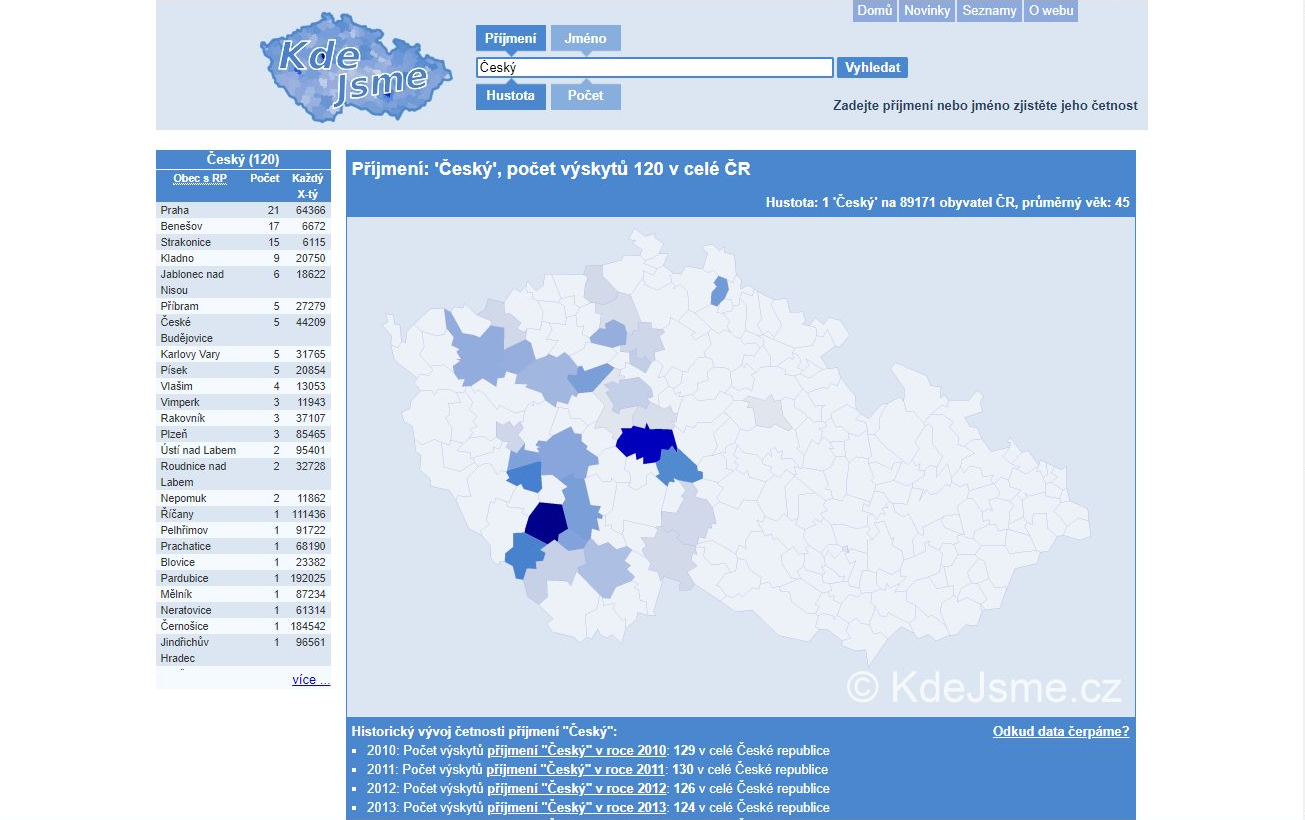 Domů Novinky Seznamy O webu
Kde
Jsme
Příjmení Jméno
Český Vyhledat
Hustota Počet
Zadejte příjmení nebo jméno zjistěte jeho četnost
Český (120)
Obec s RP Počet Každý
X-tý
Praha 21 64366
Benešov 17 6672
Strakonice 15 6115
Kladno 9 20750
Jablonec nad 6 18622
Nisou
Příbram 5 27279
České 5 44209
Budějovice
Karlovy Vary 5 31765
Písek 5 20854
Vlašim 4 13053
Vimperk 3 11943
Rakovník 3 37107
Plzeň 3 85465
Ústí nad Labem 2 95401
Roudnice nad 2 32728
Labem
Nepomuk 2 11862
Říčany 1 111436
Pelhřimov 1 91722
Prachatice 1 68190
Blovice 1 23382
Pardubice 1 192025
Mělník 1 87234
Neratovice 1 61314
Černošice 1 184542
Jindřichův 1 96561
Hradec
více ...
Příjmení: 'Český', počet výskytů 120 v celé ČR
Hustota: 1 'Český' na 89171 obyvatel ČR, průměrný věk: 45
© KdeJsme.cz
Historický vývoj četnosti příjmení "Český": Odkud data čerpáme?
2010: Počet výskytů příjmení "Český" v roce 2010: 129 v celé České republice
2011: Počet výskytů příjmení "Český" v roce 2011: 130 v celé České republice
2012: Počet výskytů příjmení "Český" v roce 2012: 126 v celé České republice
2013: Počet výskytů příjmení "Český" v roce 2013: 124 v celé České republice